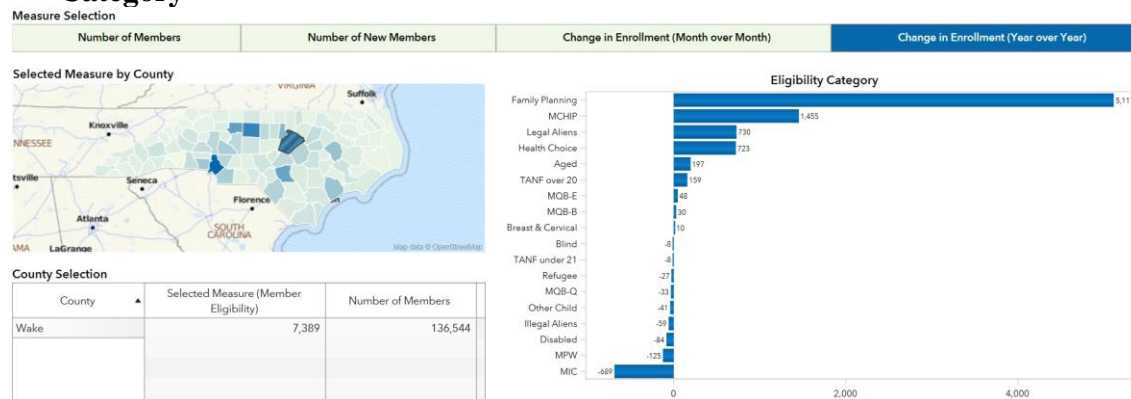 Category
Measure Selection
Number of Members
Number of New Members
Change in Enrollment (Month over Month)
Change in Enrollment (Year over Year)
Selected Measure by County
VIRGINIA
Suffolk
Knoxville
NNESSEE
tsville
Seneca
Florence
Atlanta
SOUTH
CAROLINA
AMA
LaGrange
Map data © OpenStreetMap
County Selection
County
Selected Measure (Member
Eligibility)
Number of Members
Wake
7,389
136,544
Eligibility Category
Family Planning 5,11
MCHIP 1,455
Legal Aliens 730
Health Choice 723
Aged 197
TANF over 20 159
MQB-E 48
MQB-B 30
Breast & Cervical 10
Blind -8
TANF under 21 -8
Refugee -27
MQB-Q -33
Other Child -41
Illegal Aliens -59
Disabled -84
MPW -125
MIC -689
0 2,000 4,000